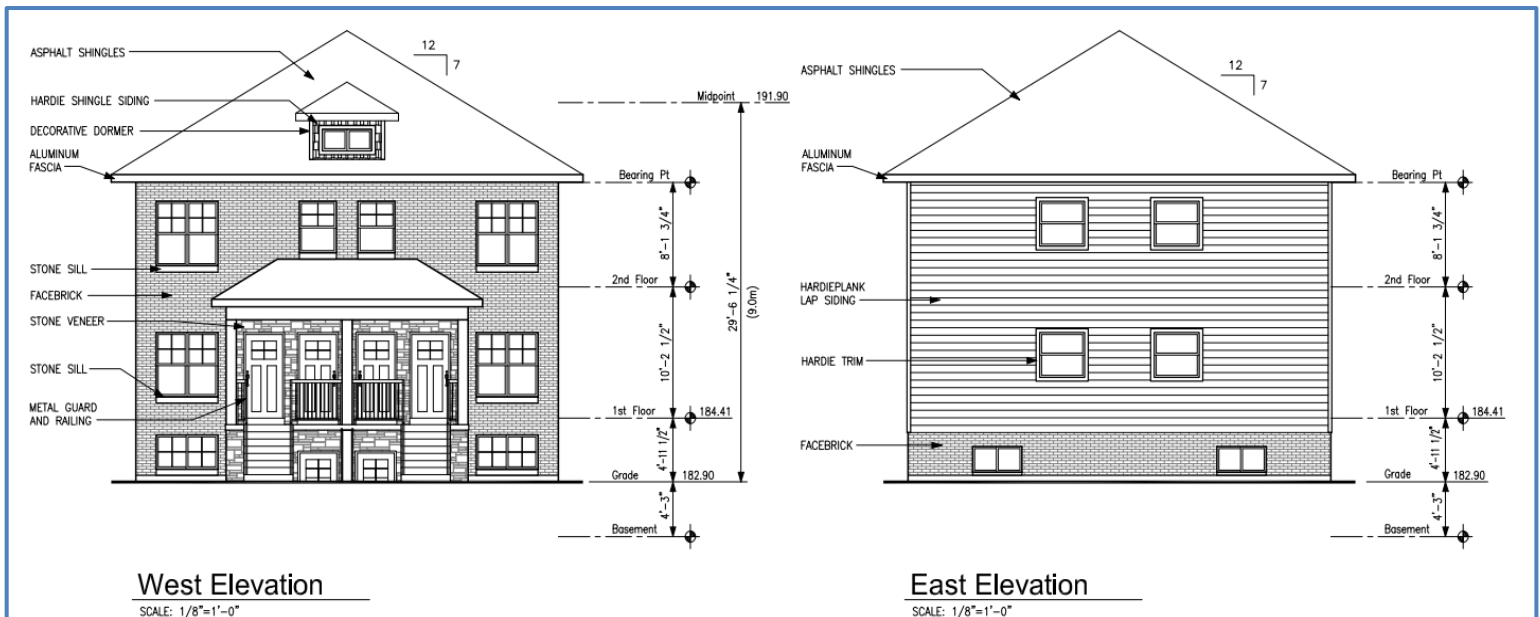 ASPHALT SHINGLES
12
7
HARDIE SHINGLE SIDING
DECORATIVE DORMER
ALUMINUM
FASCIA
STONE SILL
FACEBRICK
STONE VENEER
STONE SILL
METAL GUARD
AND RAILING
Midpoint 191.90
Bearing Pt
8'-1 3/4"
2nd Floor
29'-6 1/4"
(9.0m)
10'-2 1/2"
1st Floor 184.41
4'-11 1/2"
Grade 182.90
4'-3"
Basement
West Elevation
SCALE: 1/8"=1'-0"
ASPHALT SHINGLES
12
7
ALUMINUM
FASCIA
HARDIEPLANK
LAP SIDING
HARDIE TRIM
FACEBRICK
Bearing Pt
8'-1 3/4"
2nd Floor
10'-2 1/2"
1st Floor 184.41
4'-11 1/2"
Grade 182.90
4'-3"
Basement
East Elevation
SCALE: 1/8"=1'-0"